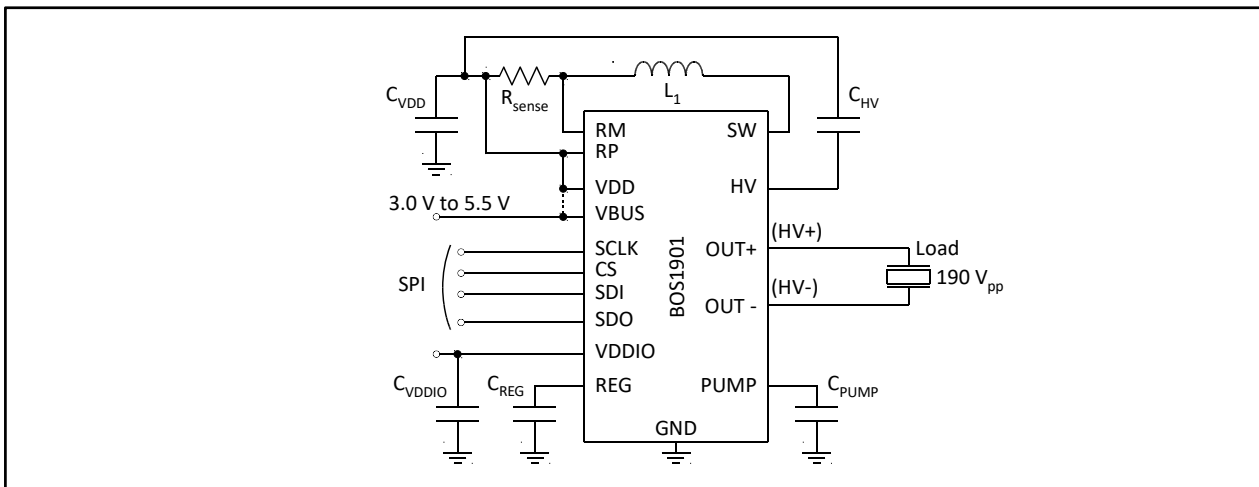 C_VDD
R_sense
L_1
C_HV
RM
SW
RP
VDD
HV
3.0 V to 5.5 V
VBUS
SCLK
(HV+)
OUT+
Load
CS
SPI
SDI
BOS1901
190 V_pp
(HV-)
OUT -
SDO
VDDIO
C_VDDIO
C_REG
REG
PUMP
C_PUMP
GND